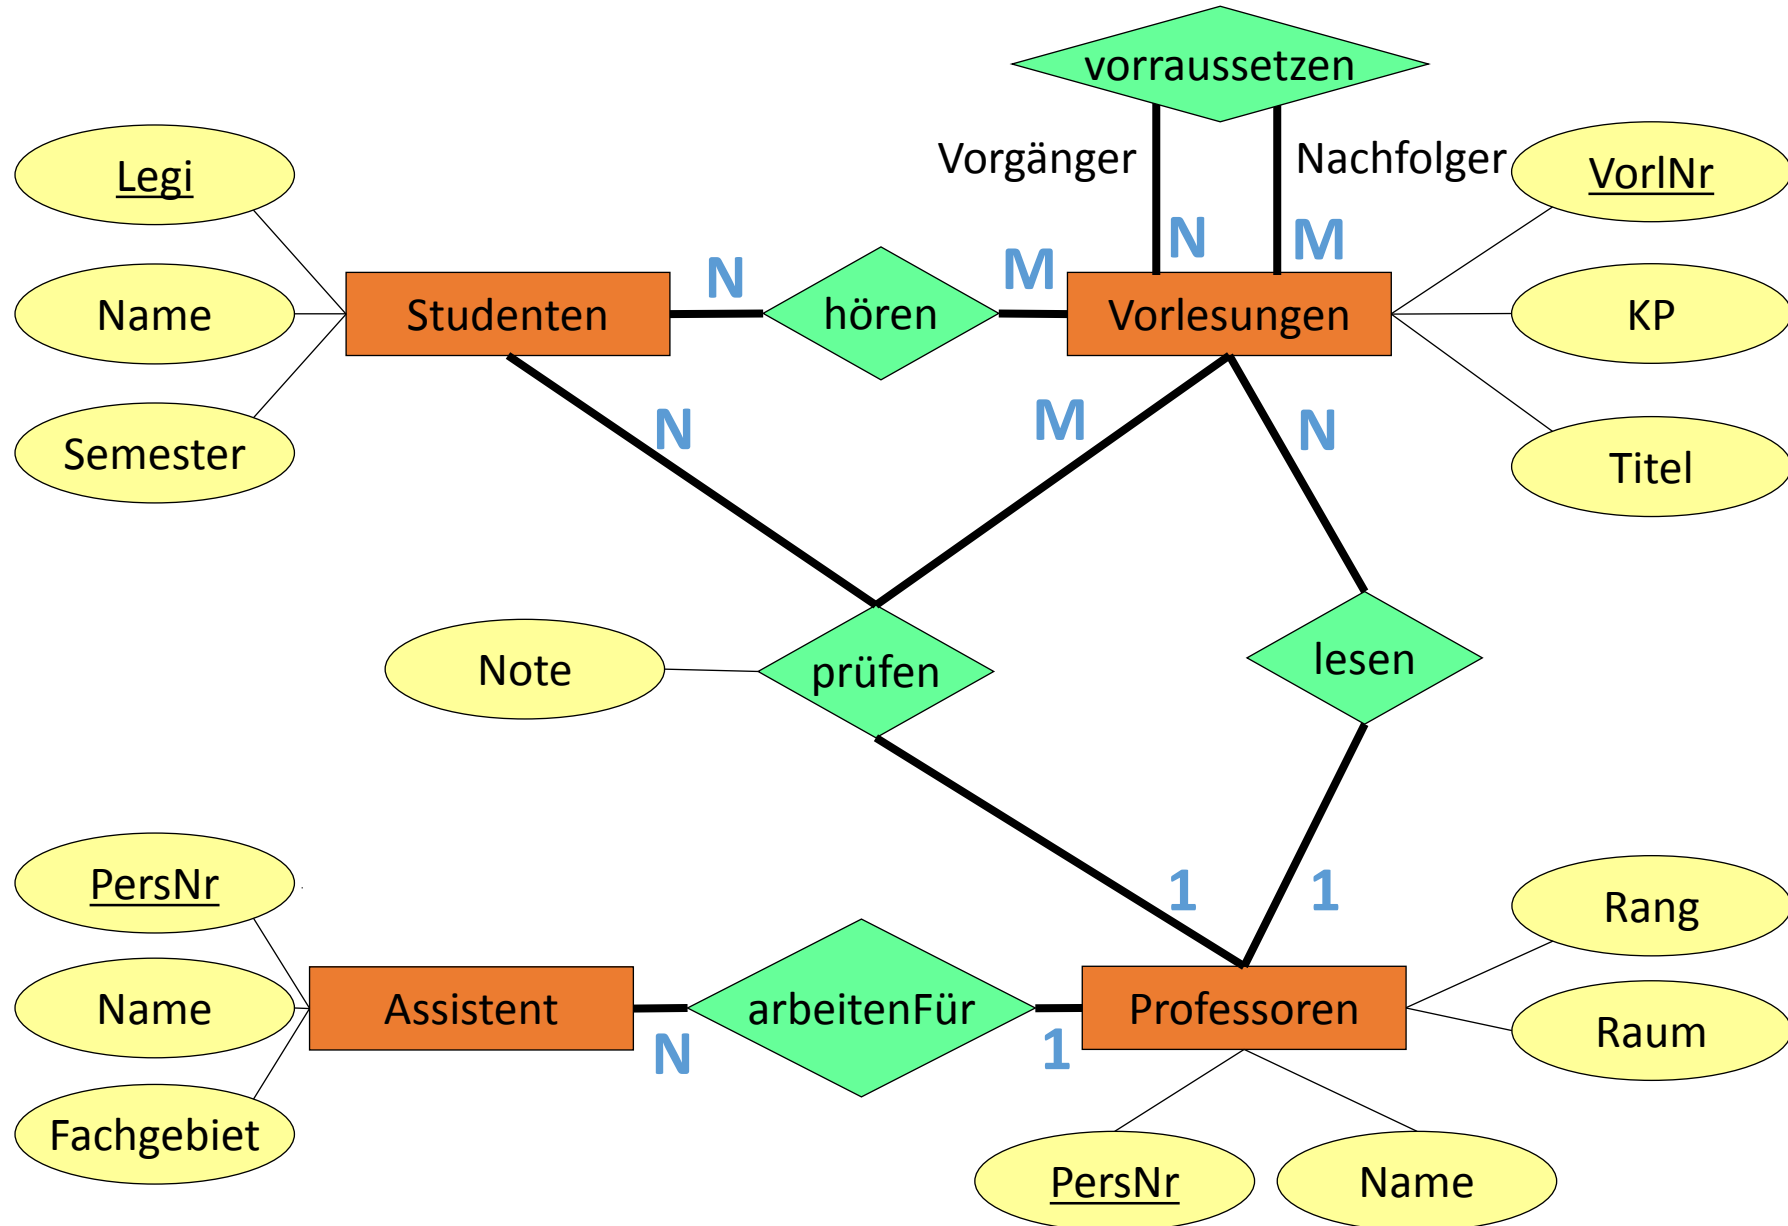 vorraussetzen
Vorgänger
Nachfolger
Legi
VorlNr
N
M
N
M
Name
Studenten
hören
Vorlesungen
KP
Semester
N
M
N
Titel
Note
prüfen
lesen
PersNr
1
1
Rang
Name
Assistent
arbeitenFür
Professoren
Raum
N
1
Fachgebiet
PersNr
Name